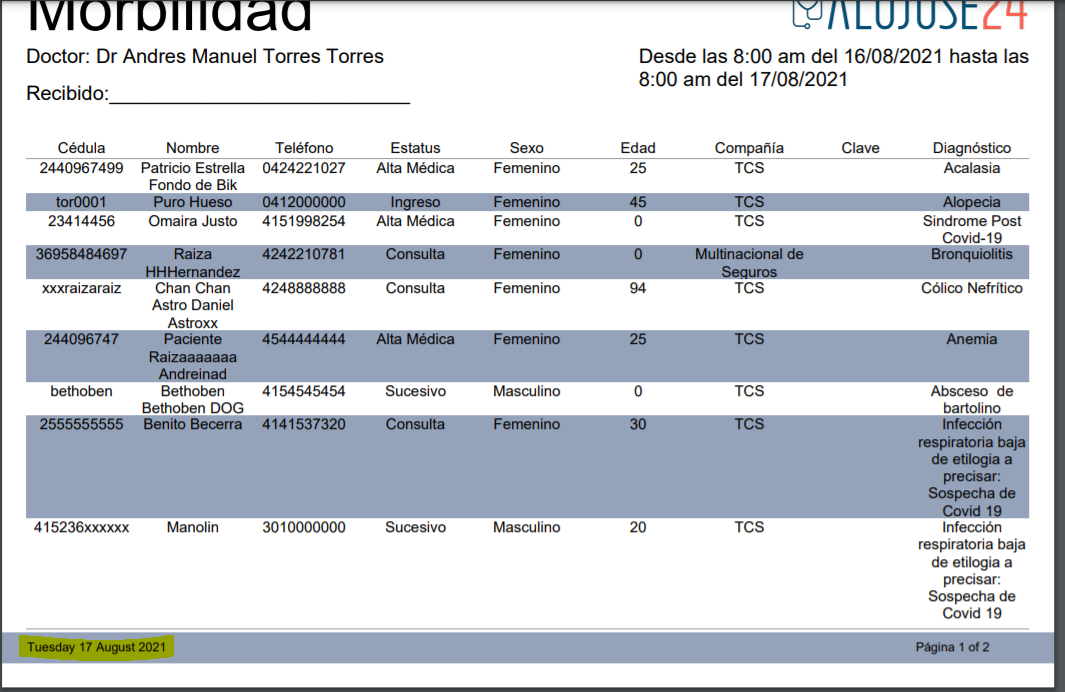 Morbilidad
ALOJUSE24
Doctor: Dr Andres Manuel Torres Torres
Desde las 8:00 am del 16/08/2021 hasta las
8:00 am del 17/08/2021
Recibido:____________________________
Cédula Nombre Teléfono Estatus Sexo Edad Compañía Clave Diagnóstico
2440967499 Patricio Estrella 0424221027 Alta Médica Femenino 25 TCS Acalasia
Fondo de Bik
tor0001 Puro Hueso 0412000000 Ingreso Femenino 45 TCS Alopecia
23414456 Omaira Justo 4151998254 Alta Médica Femenino 0 TCS Sindrome Post
Covid-19
36958484697 Raiza 4242210781 Consulta Femenino 0 Multinacional de Bronquiolitis
HHHernandez Seguros
xxxraizaraiz Chan Chan 4248888888 Consulta Femenino 94 TCS Cólico Nefrítico
Astro Daniel
Astroxx
244096747 Paciente 4544444444 Alta Médica Femenino 25 TCS Anemia
Raizaaaaaaa
Andreinad
bethoben Bethoben 4154545454 Sucesivo Masculino 0 TCS Absceso de
Bethoben DOG bartolino
2555555555 Benito Becerra 4141537320 Consulta Femenino 30 TCS Infección
respiratoria baja
de etilogia a
precisar:
Sospecha de
Covid 19
415236xxxxxx Manolin 3010000000 Sucesivo Masculino 20 TCS Infección
respiratoria baja
de etilogia a
precisar:
Sospecha de
Covid 19
Tuesday 17 August 2021 Página 1 of 2